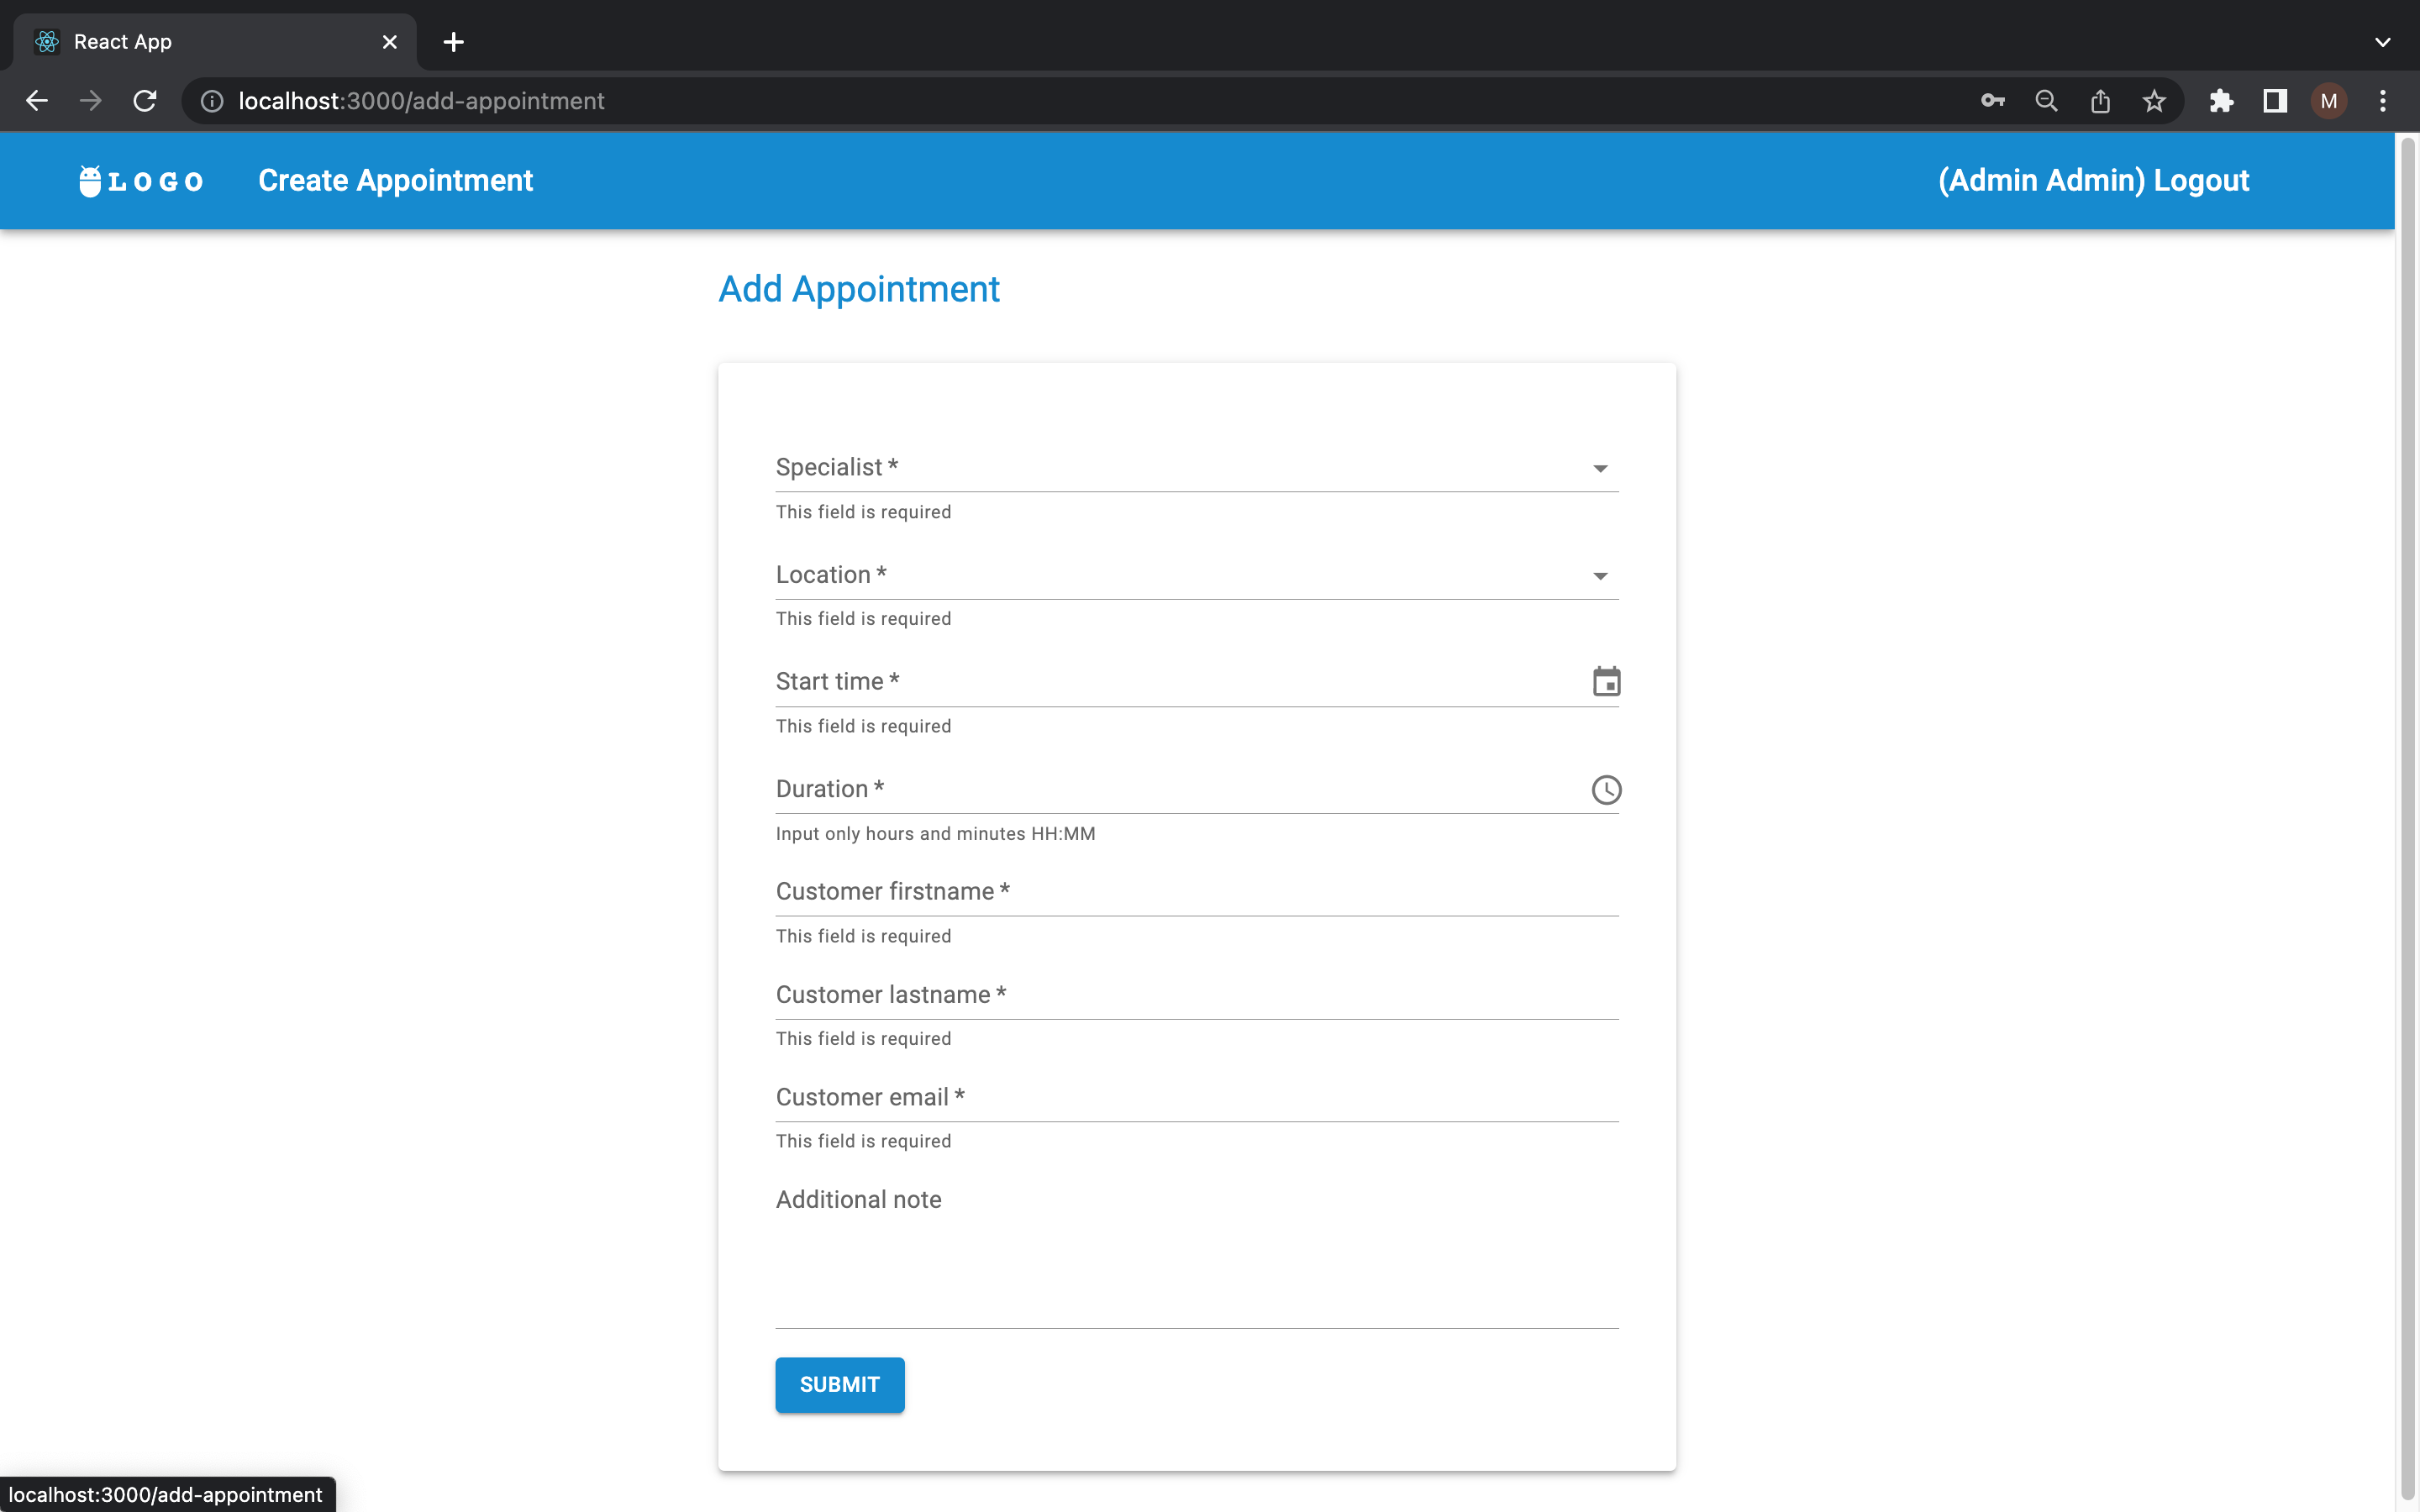 React App
localhost:3000/add-appointment
M
LOGO Create Appointment (Admin Admin) Logout
Add Appointment
Specialist *
This field is required
Location *
This field is required
Start time *
This field is required
Duration *
Input only hours and minutes HH:MM
Customer firstname *
This field is required
Customer lastname *
This field is required
Customer email *
This field is required
Additional note
SUBMIT
localhost:3000/add-appointment